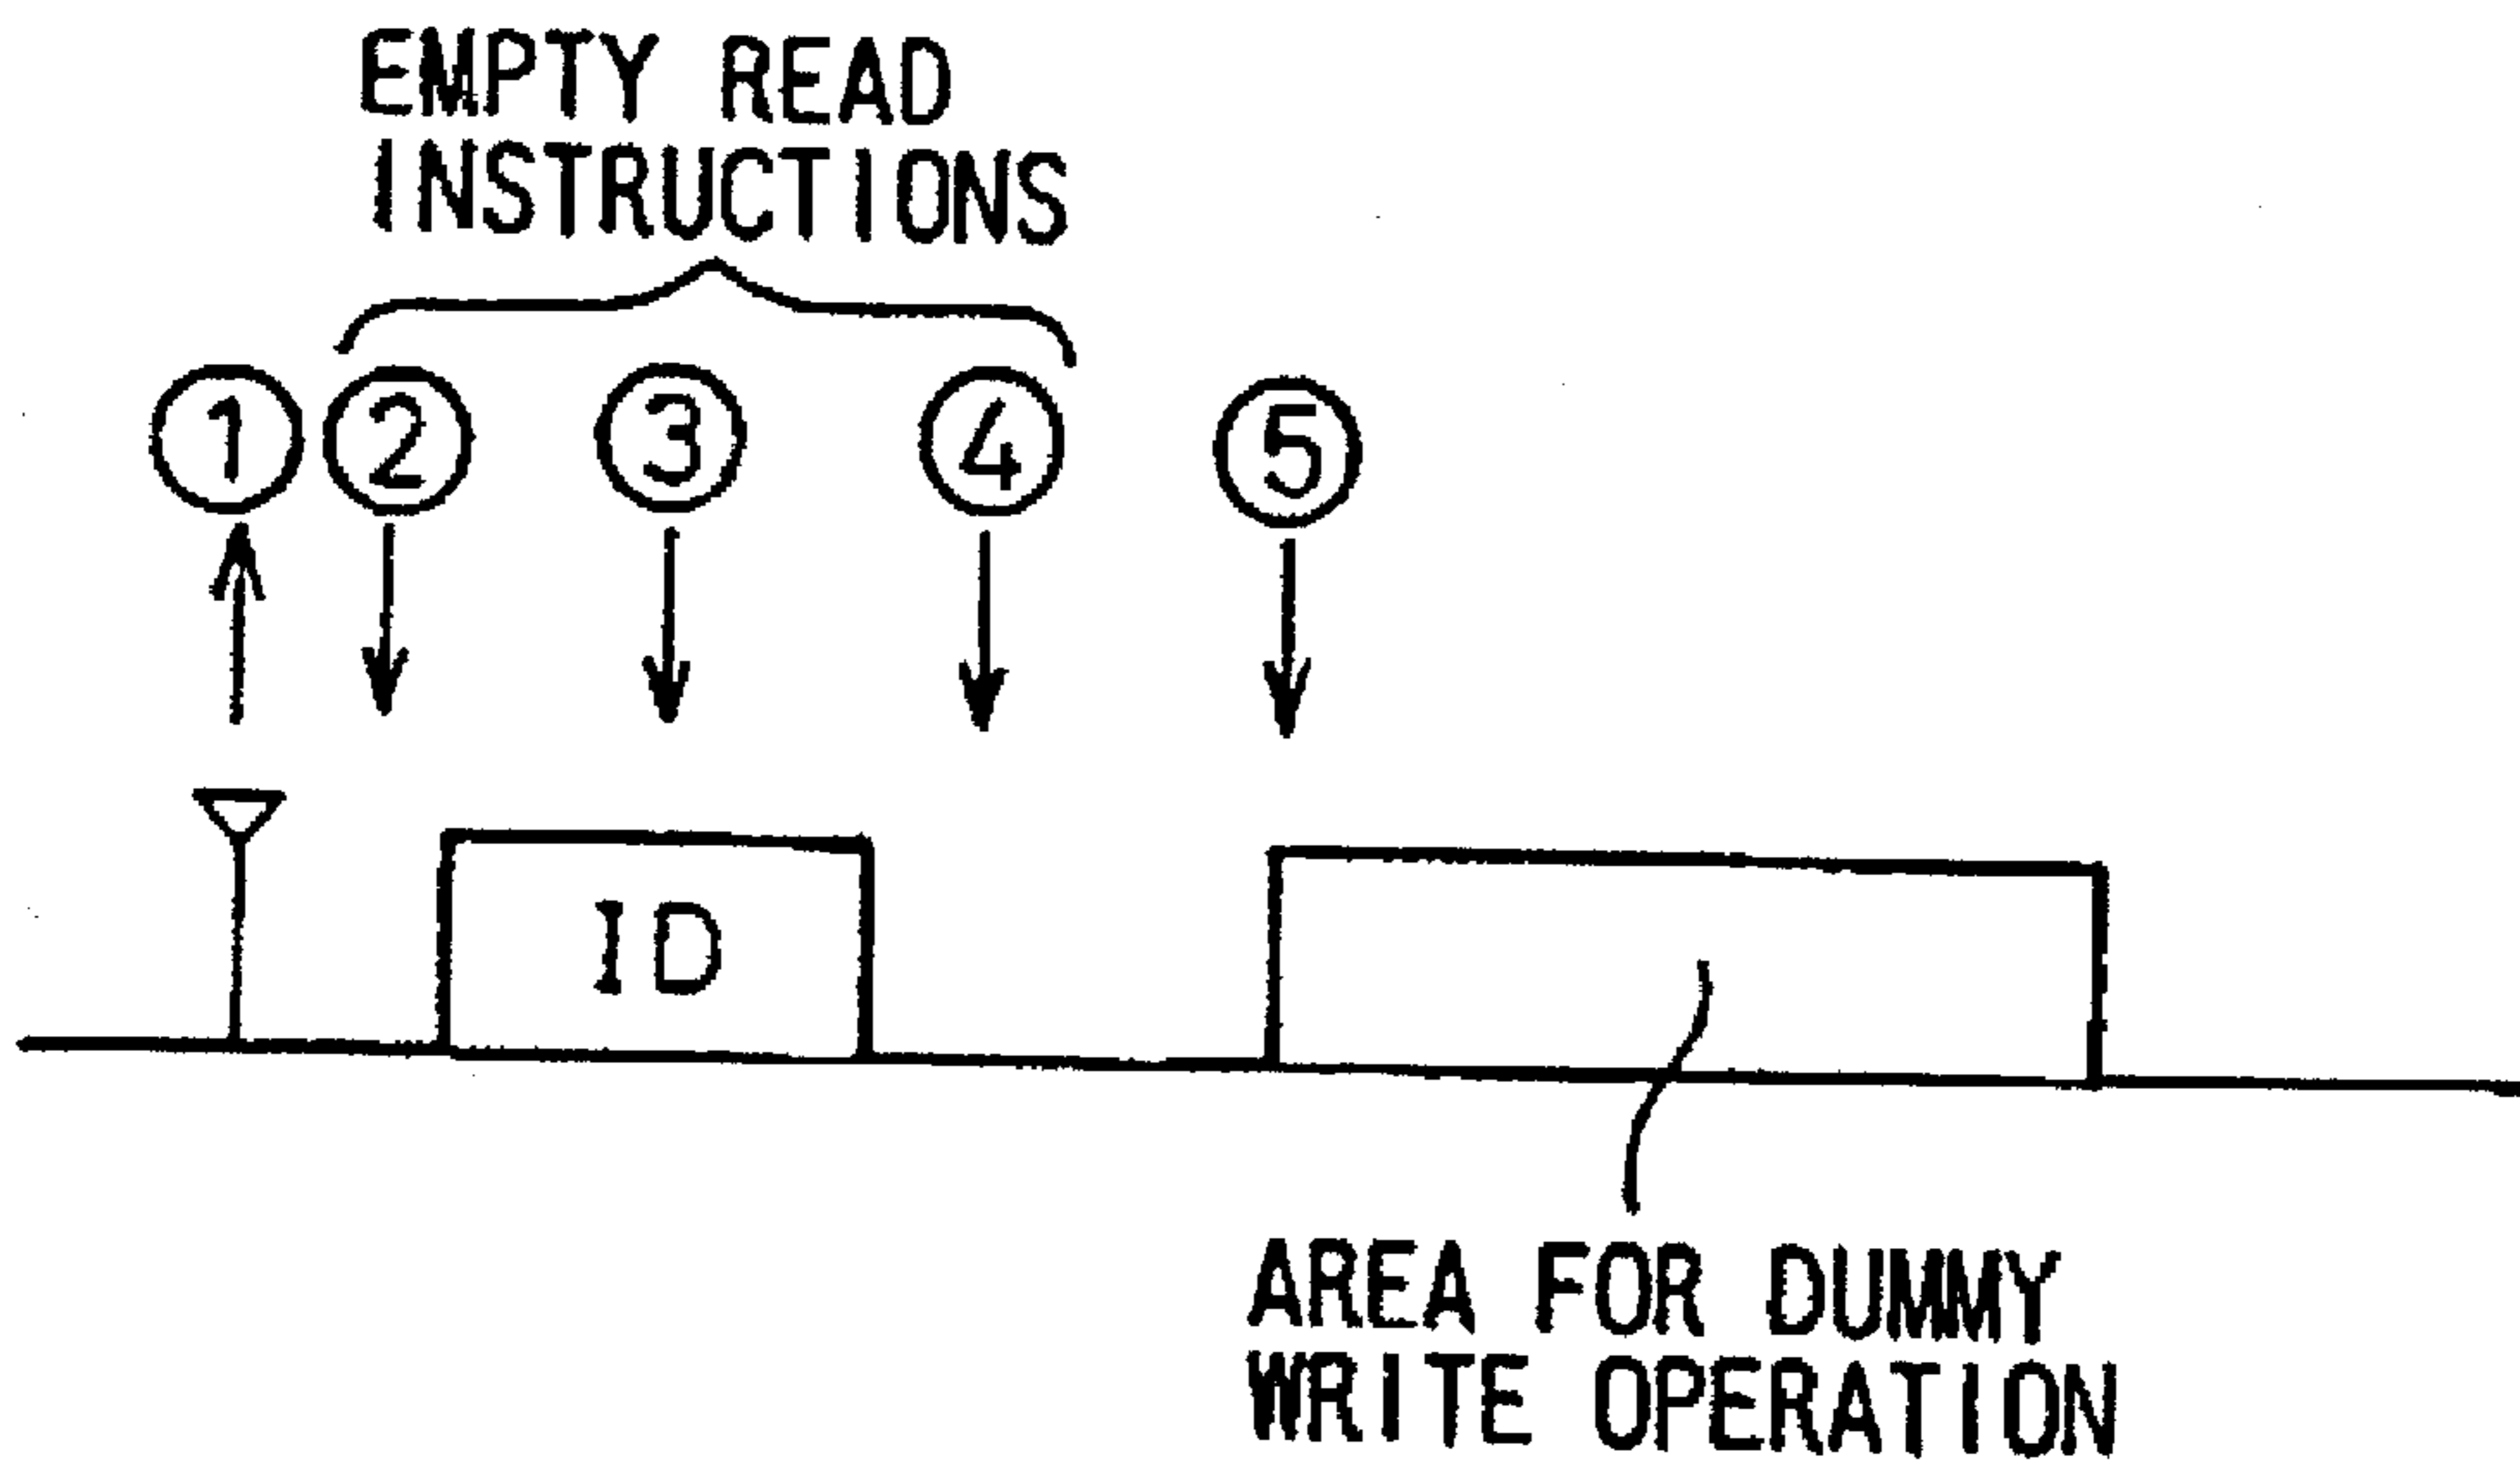 EMPTY READ
INSTRUCTIONS
① ② ③ ④ ⑤
ID
AREA FOR DUMMY
WRITE OPERATION